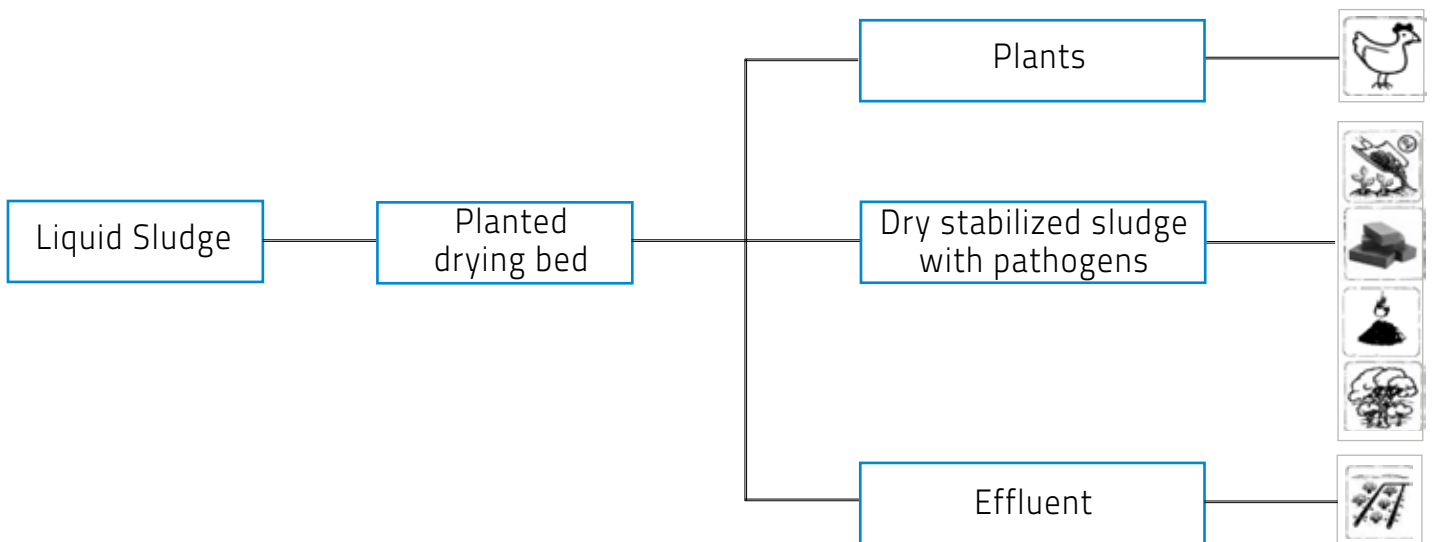 Plants
Liquid Sludge
Planted
drying bed
Dry stabilized sludge
with pathogens
Effluent